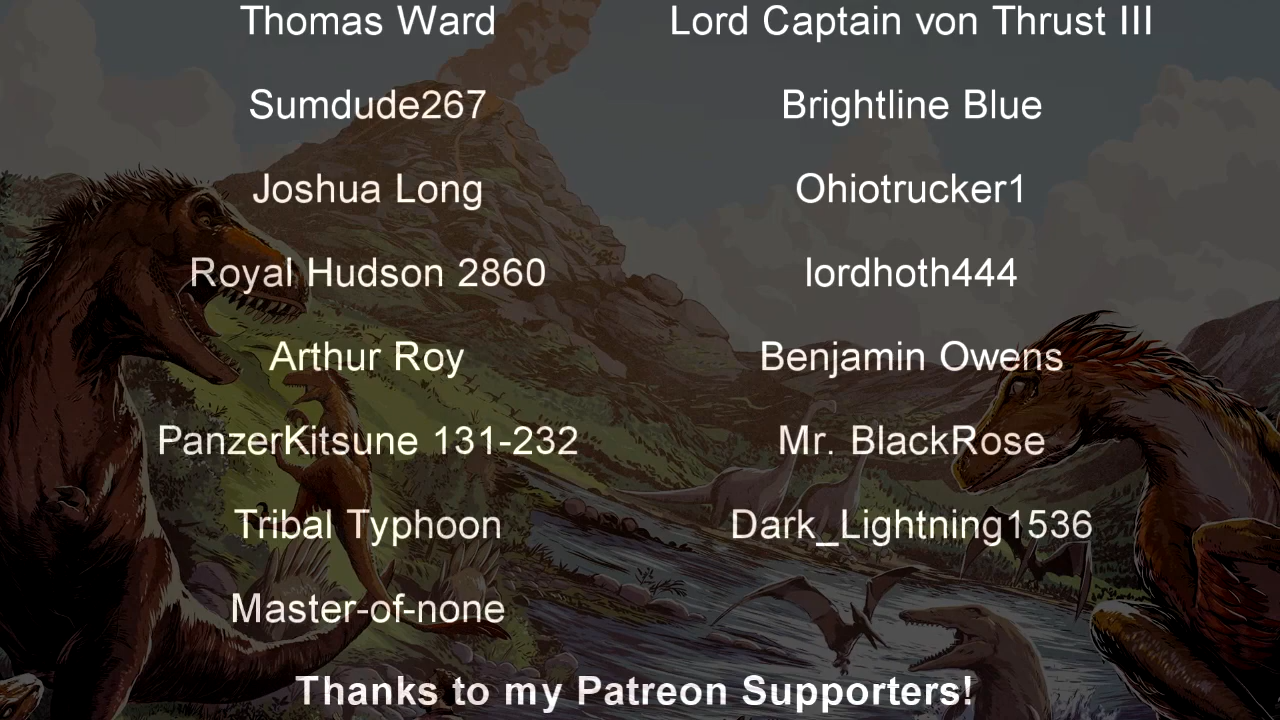 Thomas Ward
Lord Captain von Thrust III
Sumdude267
Brightline Blue
Joshua Long
Ohiotrucker1
Royal Hudson 2860
lordhoth444
Arthur Roy
Benjamin Owens
PanzerKitsune 131-232
Mr. BlackRose
Tribal Typhoon
Dark_Lightning1536
Master-of-none
Thanks to my Patreon Supporters!